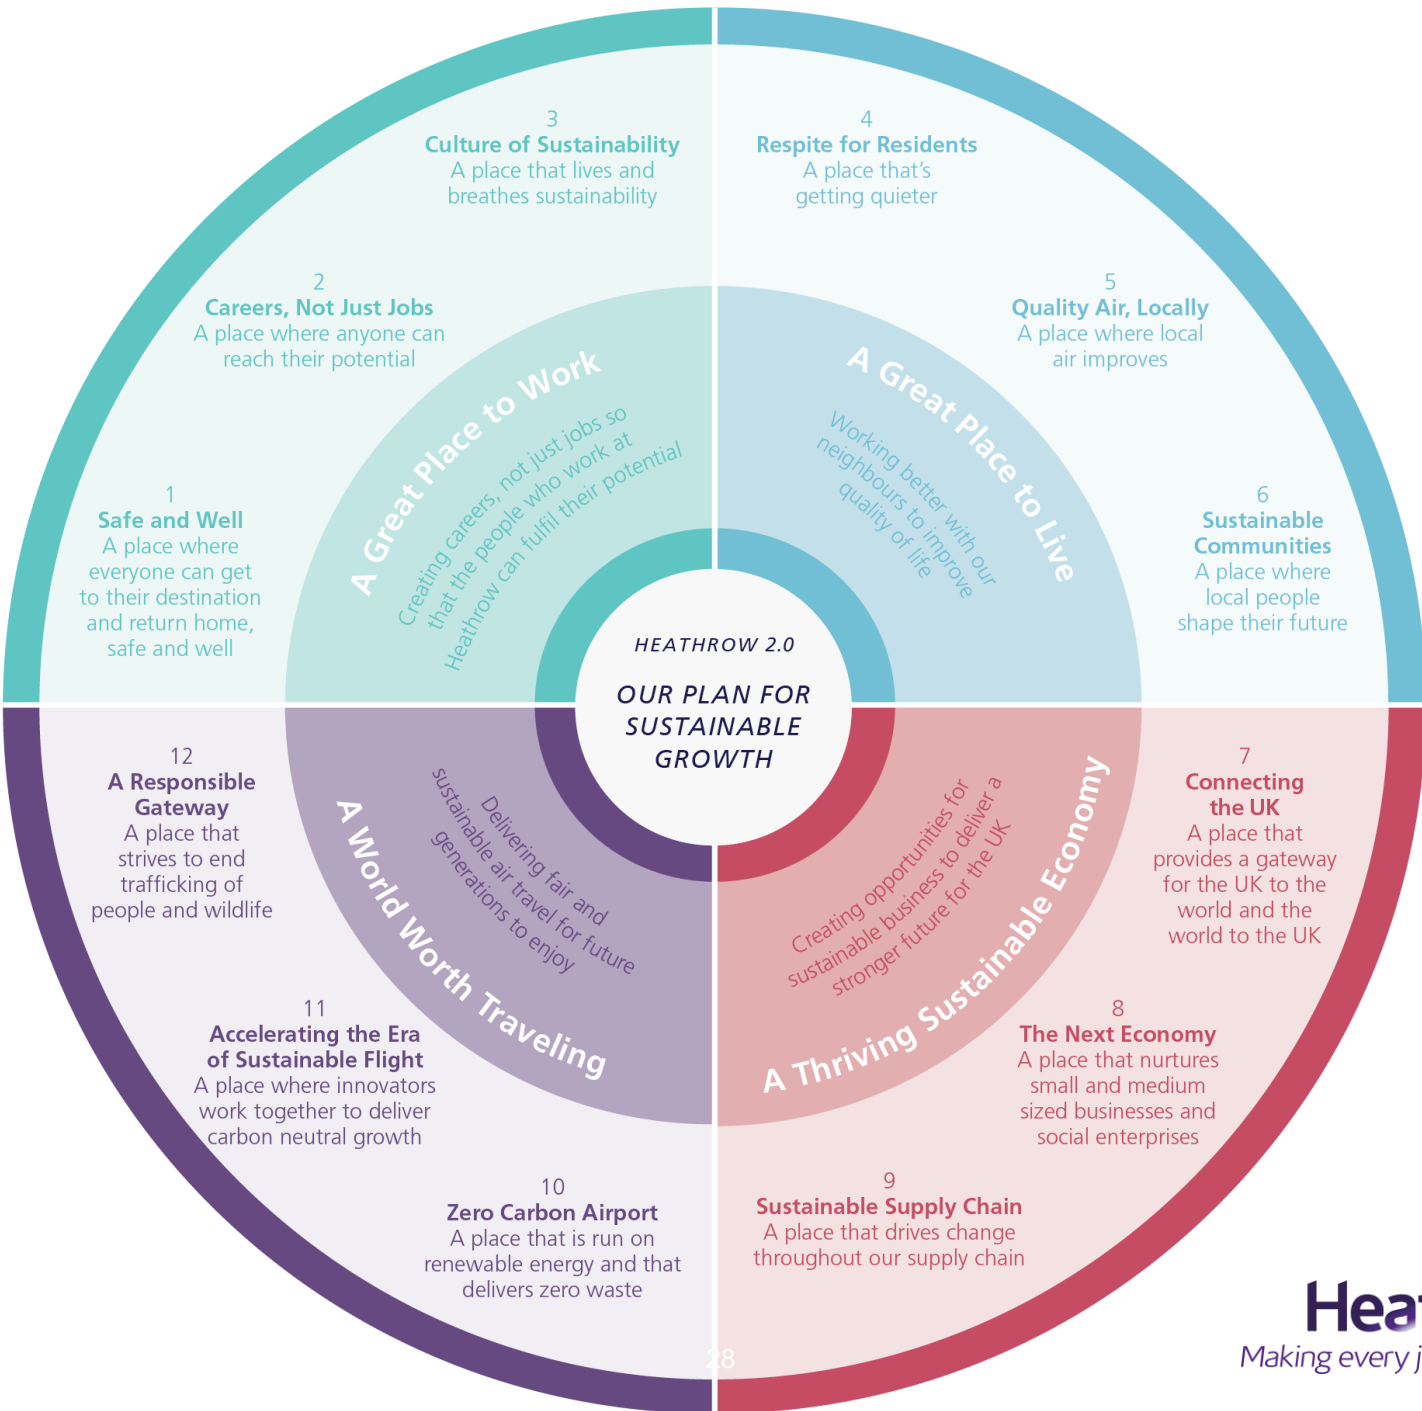 3
Culture of Sustainability
A place that lives and
breathes sustainability
4
Respite for Residents
A place that's
getting quieter
2
Careers, Not Just Jobs
A place where anyone can
reach their potential
5
Quality Air, Locally
A place where local
air improves
1
Safe and Well
A place where
everyone can get
to their destination
and return home,
safe and well
6
Sustainable
Communities
A place where
local people
shape their future
A Great Place to Work
Creating careers, not just jobs so
that the people who work at
Heathrow can fulfil their potential
A Great Place to Live
Working better with our
neighbours to improve
quality of life
HEATHROW 2.0
OUR PLAN FOR
SUSTAINABLE
GROWTH
12
A Responsible
Gateway
A place that
strives to end
trafficking of
people and wildlife
A World Worth Traveling
Delivering fair and
sustainable air travel for future
generations to enjoy
A Thriving Sustainable Economy
Creating opportunities for
sustainable business to deliver a
stronger future for the UK
7
Connecting
the UK
A place that
provides a gateway
for the UK to the
world and the
world to the UK
11
Accelerating the Era
of Sustainable Flight
A place where innovators
work together to deliver
carbon neutral growth
8
The Next Economy
A place that nurtures
small and medium
sized businesses and
social enterprises
10
Zero Carbon Airport
A place that is run on
renewable energy and that
delivers zero waste
9
Sustainable Supply Chain
A place that drives change
throughout our supply chain
28
Hea
Making every j